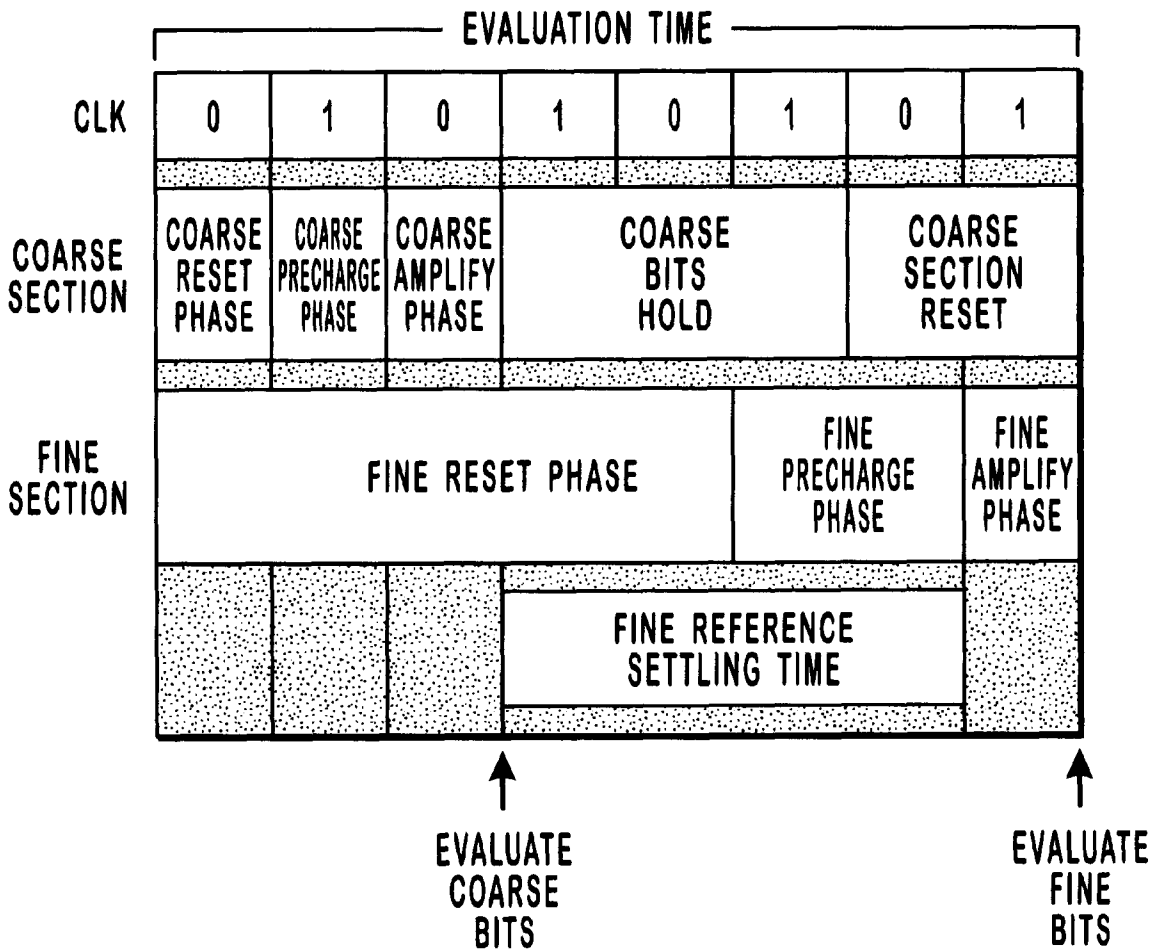 EVALUATION TIME
CLK 0 1 0 1 0 1 0 1
COARSE
SECTION
COARSE
RESET
PHASE
COARSE
PRECHARGE
PHASE
COARSE
AMPLIFY
PHASE
COARSE
BITS
HOLD
COARSE
SECTION
RESET
FINE
SECTION
FINE RESET PHASE
FINE
PRECHARGE
PHASE
FINE
AMPLIFY
PHASE
FINE REFERENCE
SETTLING TIME
EVALUATE
COARSE
BITS
EVALUATE
FINE
BITS